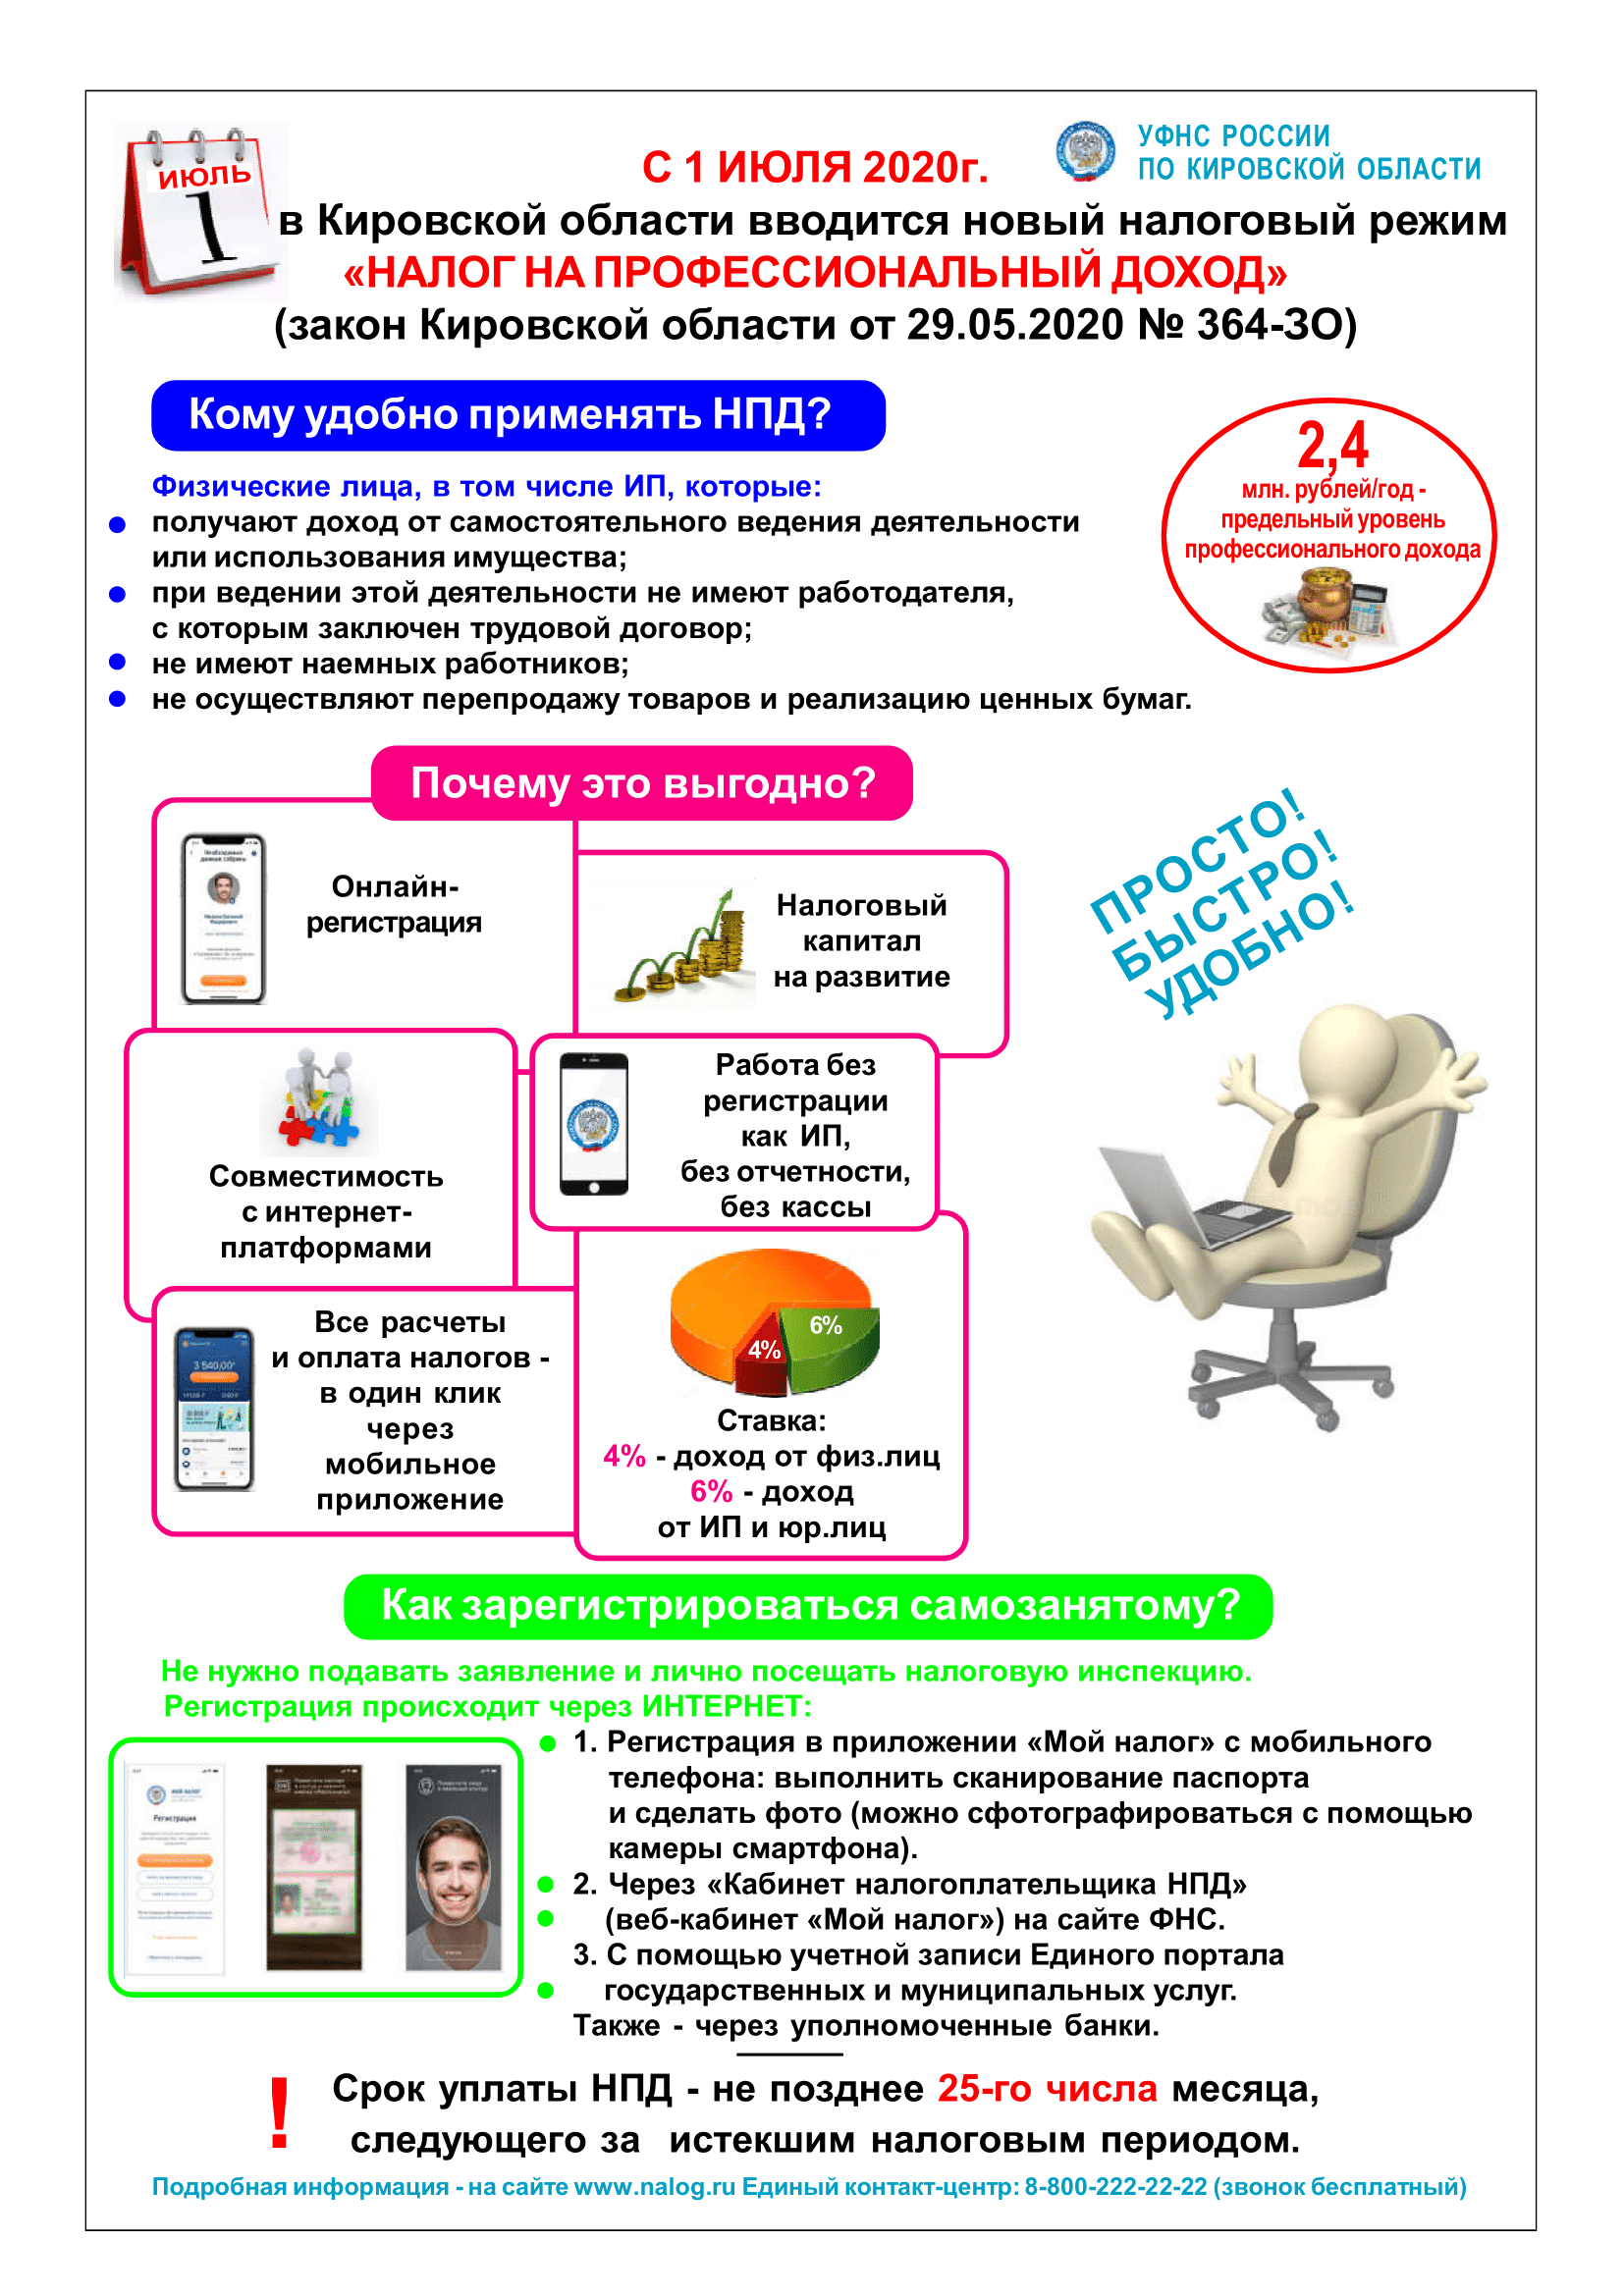 ИЮЛЬ
1
УФНС РОССИИ
ПО КИРОВСКОЙ ОБЛАСТИ
С 1 ИЮЛЯ 2020г.
в Кировской области вводится новый налоговый режим
«НАЛОГ НА ПРОФЕССИОНАЛЬНЫЙ ДОХОД»
(закон Кировской области от 29.05.2020 № 364-ЗО)
Кому удобно применять НПД?
Физические лица, в том числе ИП, которые:
получают доход от самостоятельного ведения деятельности
или использования имущества;
при ведении этой деятельности не имеют работодателя,
с которым заключен трудовой договор;
не имеют наемных работников;
не осуществляют перепродажу товаров и реализацию ценных бумаг.
2,4
млн. рублей/год -
предельный уровень
профессионального дохода
Почему это выгодно?
Необходимые
данные собраны
Онлайн-
регистрация
Налоговый
капитал
на развитие
ПРОСТО!
БЫСТРО!
УДОБНО!
Совместимость
с интернет-
платформами
Работа без
регистрации
как ИП,
без отчетности,
без кассы
3 540,00
Все расчеты
и оплата налогов -
в один клик
через
мобильное
приложение
6%
4%
Ставка:
4% - доход от физ.лиц
6% - доход
от ИП и юр.лиц
Как зарегистрироваться самозанятому?
Не нужно подавать заявление и лично посещать налоговую инспекцию.
Регистрация происходит через ИНТЕРНЕТ:
МОЙ НАЛОГ
Регистрация
1. Регистрация в приложении «Мой налог» с мобильного
телефона: выполнить сканирование паспорта
и сделать фото (можно сфотографироваться с помощью
камеры смартфона).
2. Через «Кабинет налогоплательщика НПД»
(веб-кабинет «Мой налог») на сайте ФНС.
3. С помощью учетной записи Единого портала
государственных и муниципальных услуг.
Также - через уполномоченные банки.
! Срок уплаты НПД - не позднее 25-го числа месяца,
следующего за истекшим налоговым периодом.
Подробная информация - на сайте www.nalog.ru Единый контакт-центр: 8-800-222-22-22 (звонок бесплатный)